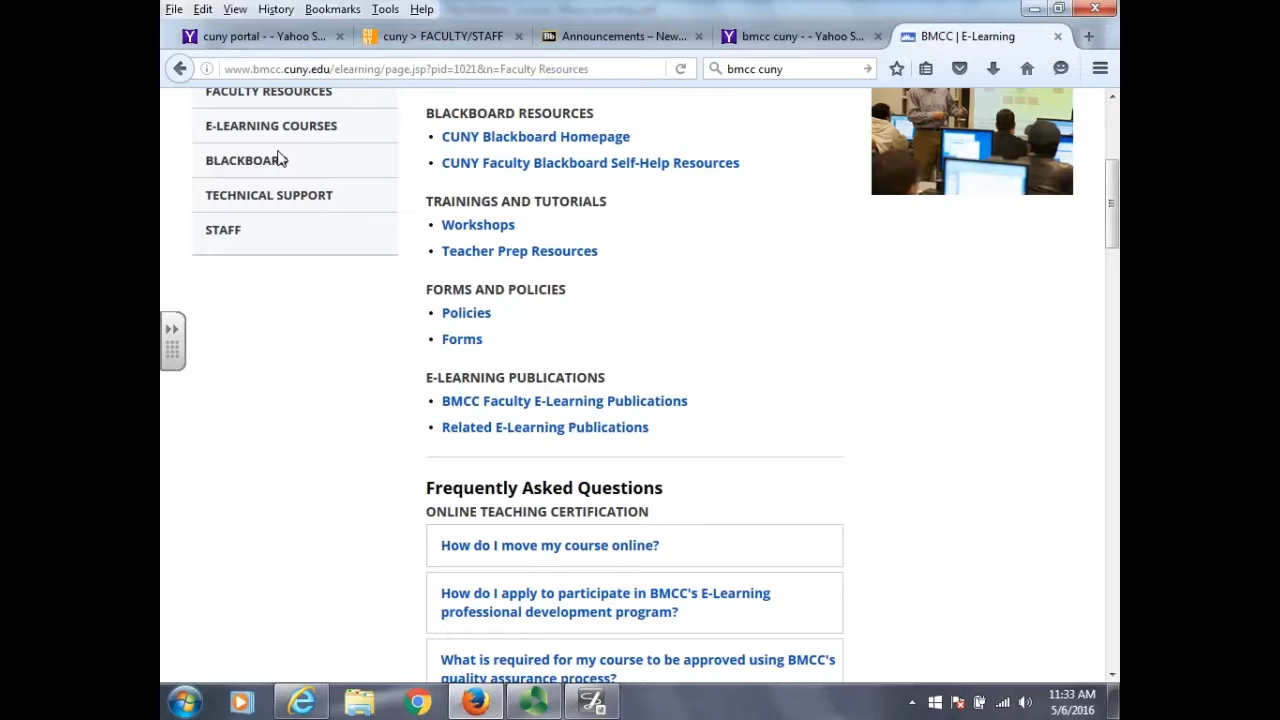 File Edit View History Bookmarks Tools Help
cuny portal - - Yahoo S...
cuny > FACULTY/STAFF
Announcements – New...
bmcc cuny - - Yahoo S...
BMCC | E-Learning
www.bmcc.cuny.edu/elearning/page.jsp?pid=1021&n=Faculty Resources
bmcc cuny
FACULTY RESOURCES
E-LEARNING COURSES
BLACKBOARD
TECHNICAL SUPPORT
STAFF
BLACKBOARD RESOURCES
• CUNY Blackboard Homepage
• CUNY Faculty Blackboard Self-Help Resources
TRAININGS AND TUTORIALS
• Workshops
• Teacher Prep Resources
FORMS AND POLICIES
• Policies
• Forms
E-LEARNING PUBLICATIONS
• BMCC Faculty E-Learning Publications
• Related E-Learning Publications
Frequently Asked Questions
ONLINE TEACHING CERTIFICATION
How do I move my course online?
How do I apply to participate in BMCC's E-Learning
professional development program?
What is required for my course to be approved using BMCC's
quality assurance process?
11:33 AM
5/6/2016